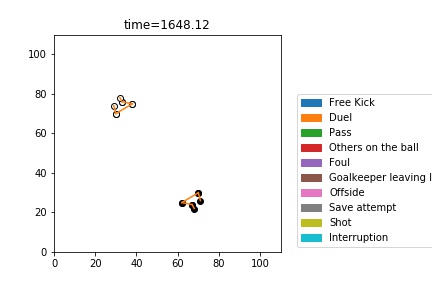 time=1648.12
100
80
60
40
20
0
0 20 40 60 80 100
Free Kick
Duel
Pass
Others on the ball
Foul
Goalkeeper leaving l
Offside
Save attempt
Shot
Interruption